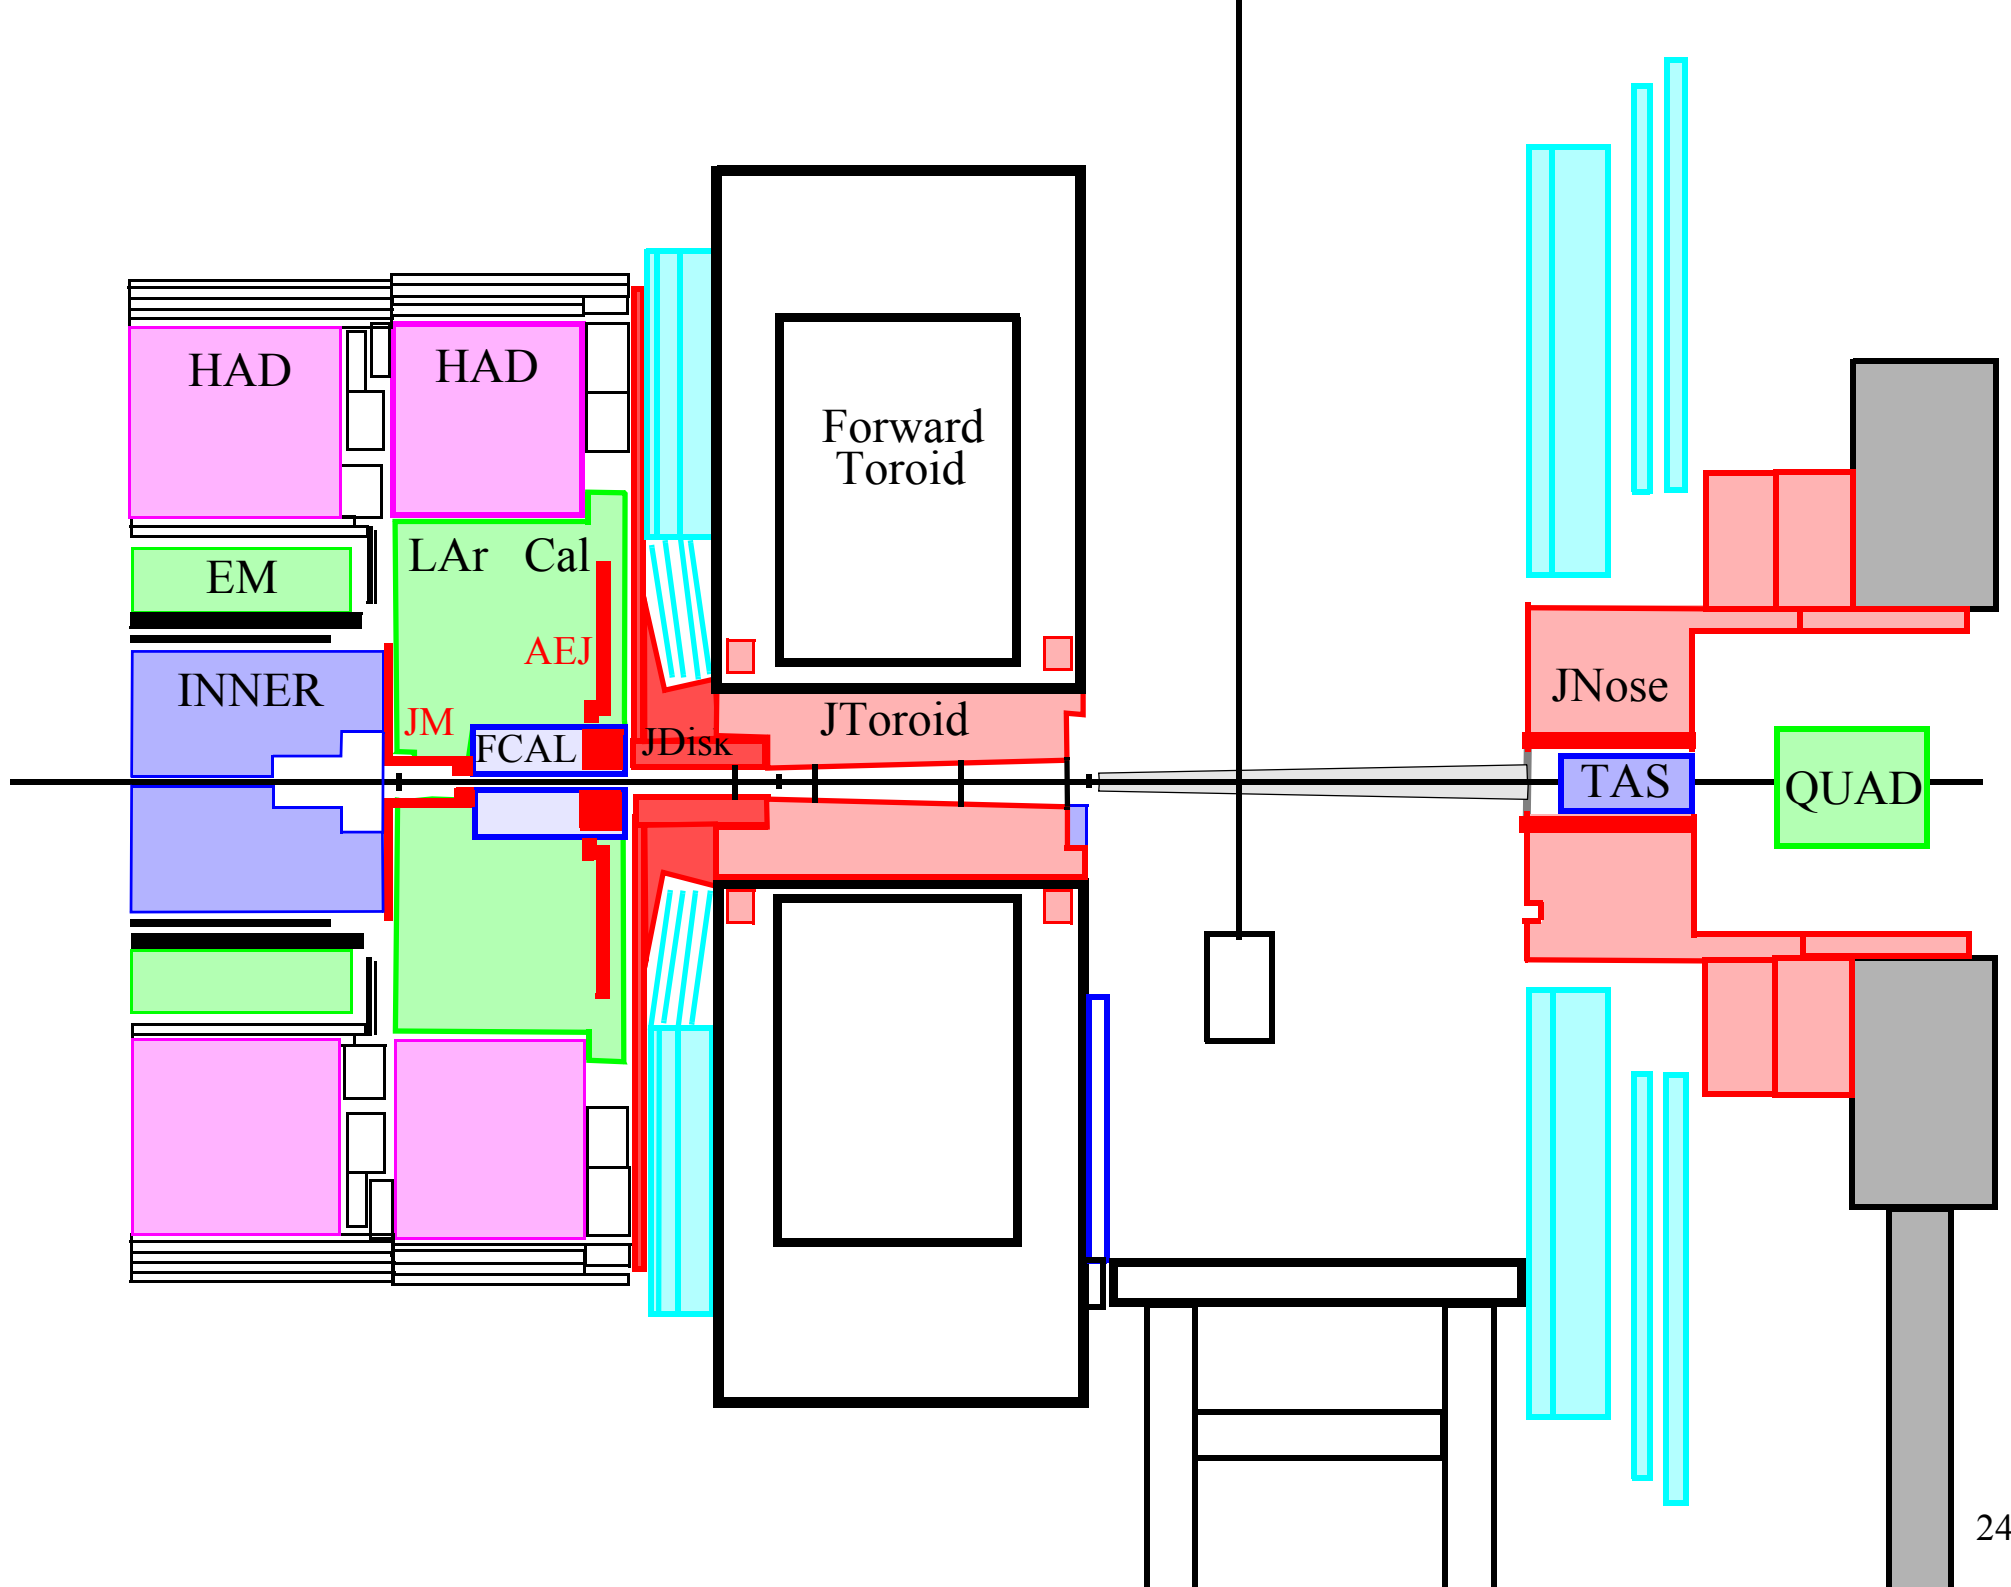 HAD
HAD
Forward
Toroid
LAr Cal
EM
AEJ
INNER
JM
FCAL
JDisk
JToroid
JNose
TAS
QUAD
24